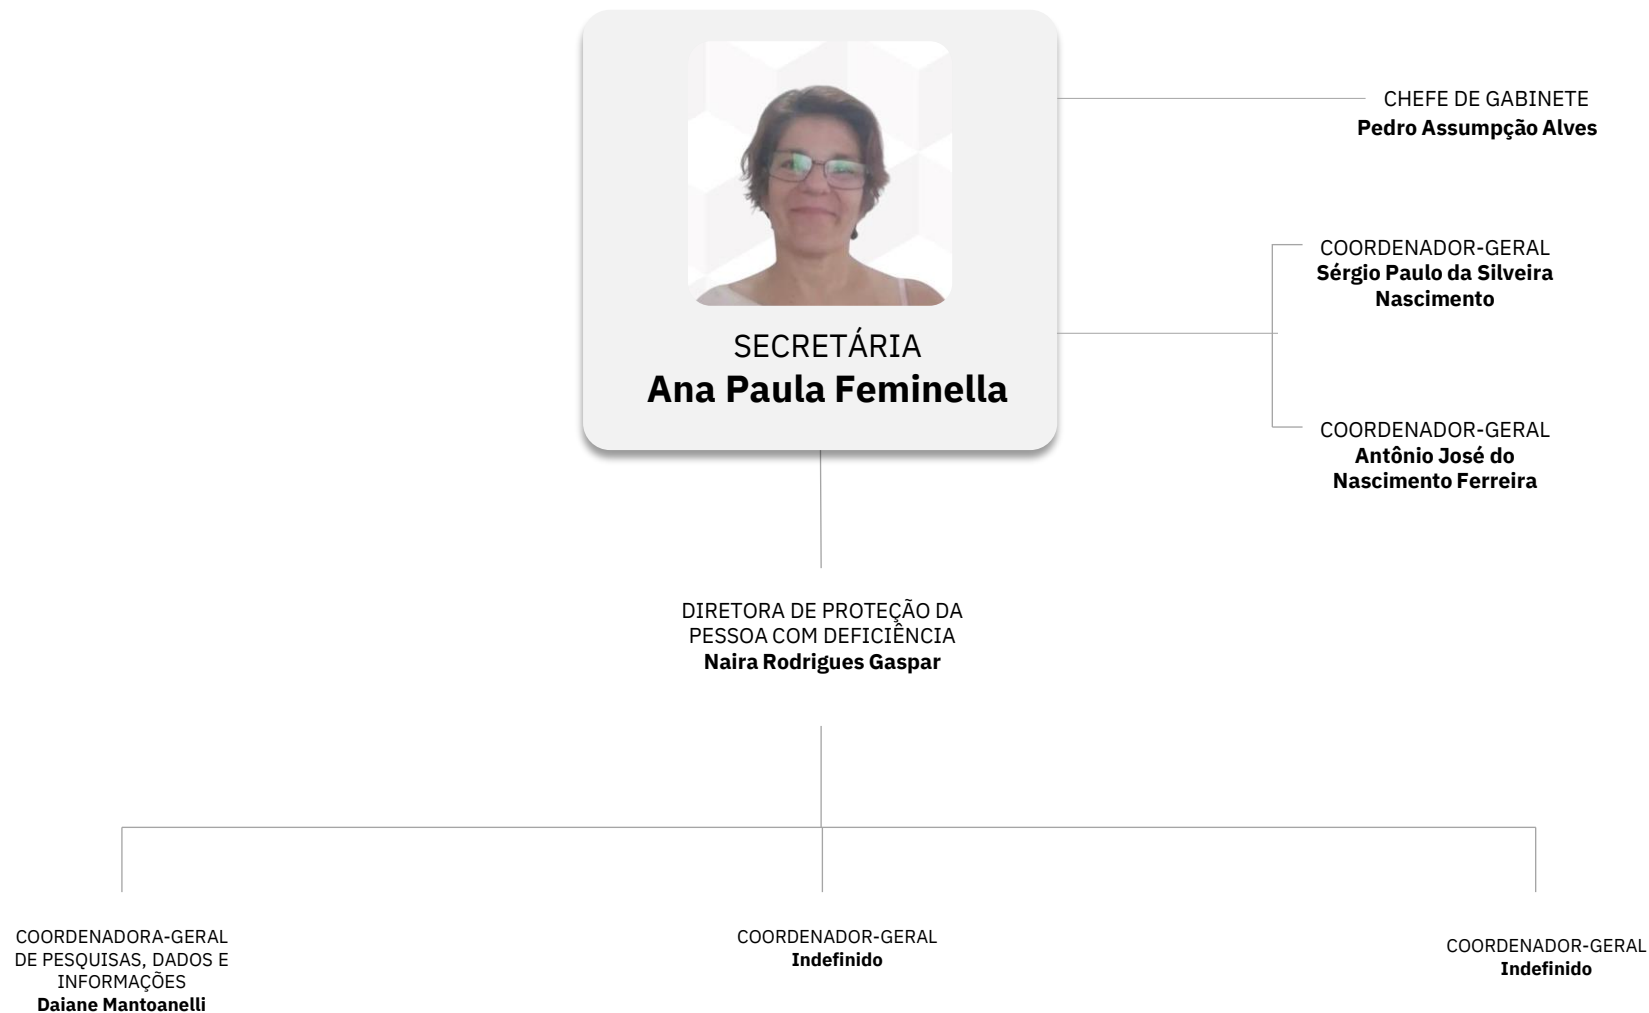 CHEFE DE GABINETE
Pedro Assumpção Alves
COORDENADOR-GERAL
Sérgio Paulo da Silveira
Nascimento
SECRETÁRIA
Ana Paula Feminella
COORDENADOR-GERAL
Antônio José do
Nascimento Ferreira
DIRETORA DE PROTEÇÃO DA
PESSOA COM DEFICIÊNCIA
Naira Rodrigues Gaspar
COORDENADORA-GERAL
DE PESQUISAS, DADOS E
INFORMAÇÕES
Daiane Mantoanelli
COORDENADOR-GERAL
Indefinido
COORDENADOR-GERAL
Indefinido